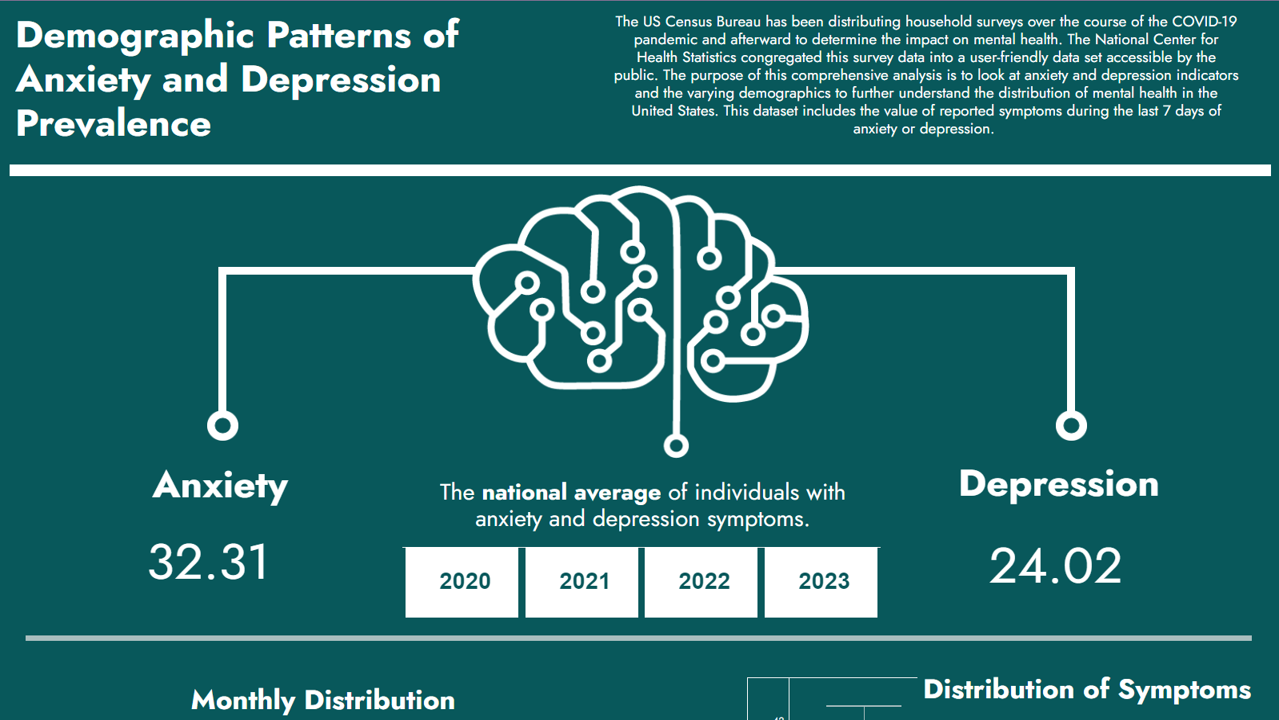 Demographic Patterns of
Anxiety and Depression
Prevalence
The US Census Bureau has been distributing household surveys over the course of the COVID-19
pandemic and afterward to determine the impact on mental health. The National Center for
Health Statistics congregated this survey data into a user-friendly data set accessible by the
public. The purpose of this comprehensive analysis is to look at anxiety and depression indicators
and the varying demographics to further understand the distribution of mental health in the
United States. This dataset includes the value of reported symptoms during the last 7 days of
anxiety or depression.
Anxiety
32.31
The national average of individuals with
anxiety and depression symptoms.
2020 2021 2022 2023
Depression
24.02
Monthly Distribution
Distribution of Symptoms